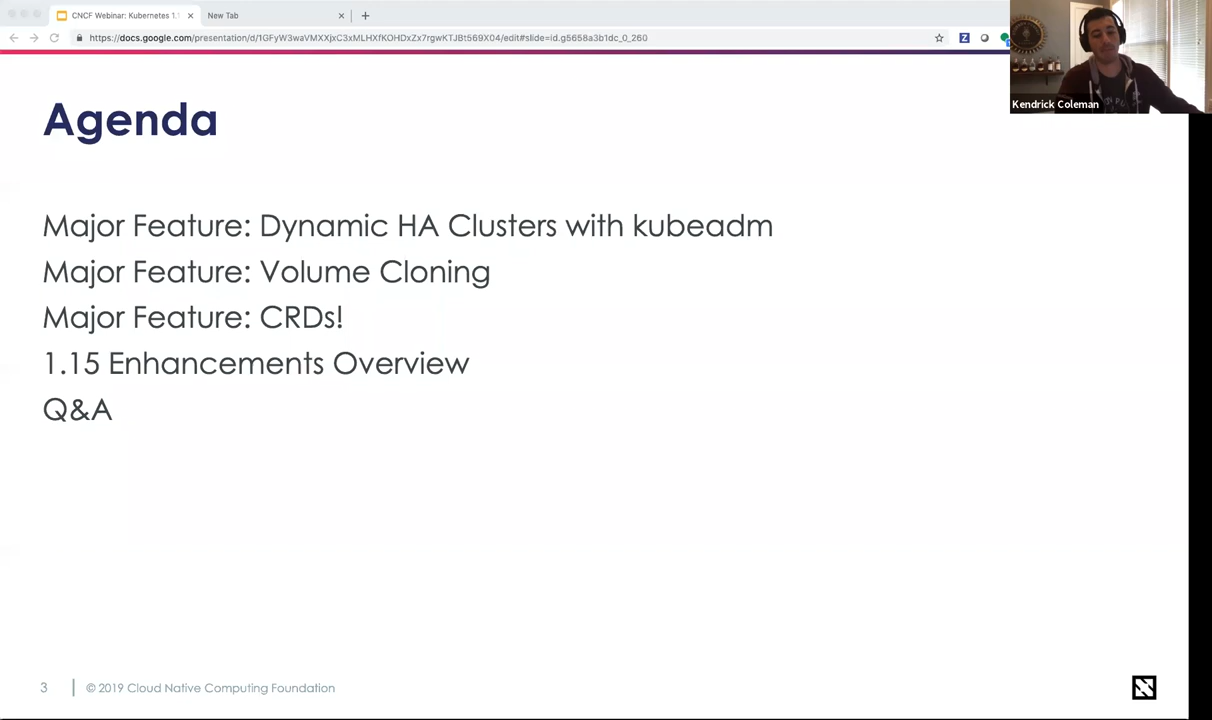 CNCF Webinar: Kubernetes 1.1
New Tab
https://docs.google.com/presentation/d/1GFyW3waVMXXjxC3xMLHXfKOHDxZx7rgwKTJBt569X04/edit#slide=id.g5658a3b1dc_0_260
Kendrick Coleman
Agenda
Major Feature: Dynamic HA Clusters with kubeadm
Major Feature: Volume Cloning
Major Feature: CRDs!
1.15 Enhancements Overview
Q&A
3
© 2019 Cloud Native Computing Foundation